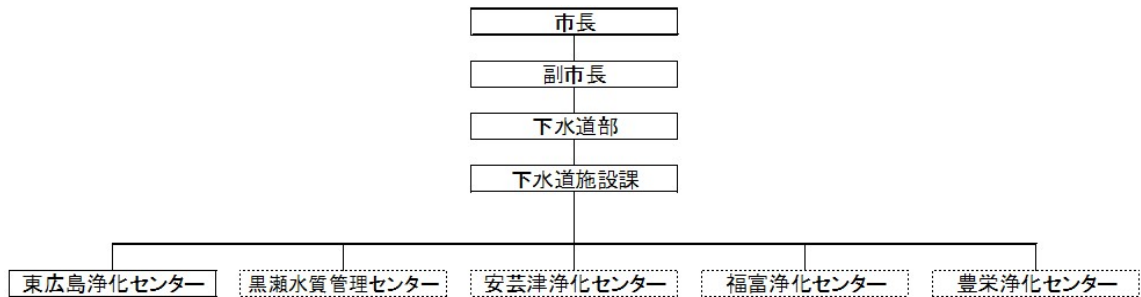 市長
副市長
下水道部
下水道施設課
東広島浄化センター
黒瀬水質管理センター
安芸津浄化センター
福富浄化センター
豊栄浄化センター